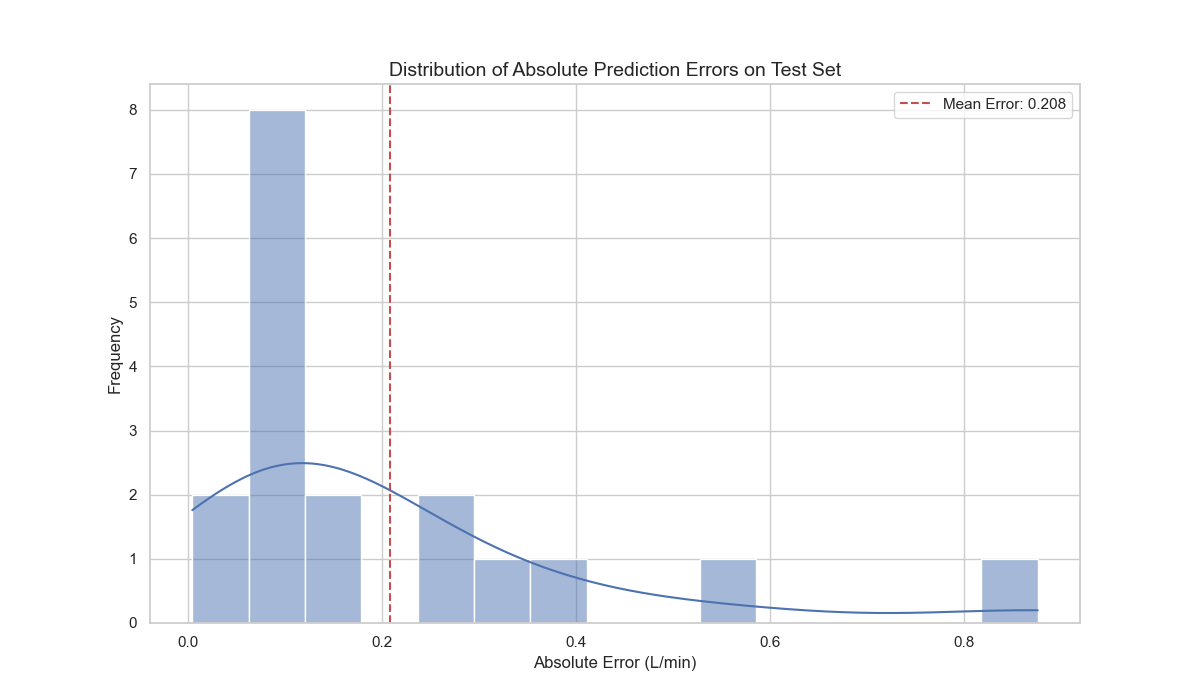 Distribution of Absolute Prediction Errors on Test Set
Mean Error: 0.208
Frequency
8
7
6
5
4
3
2
1
0
0.0 0.2 0.4 0.6 0.8
Absolute Error (L/min)